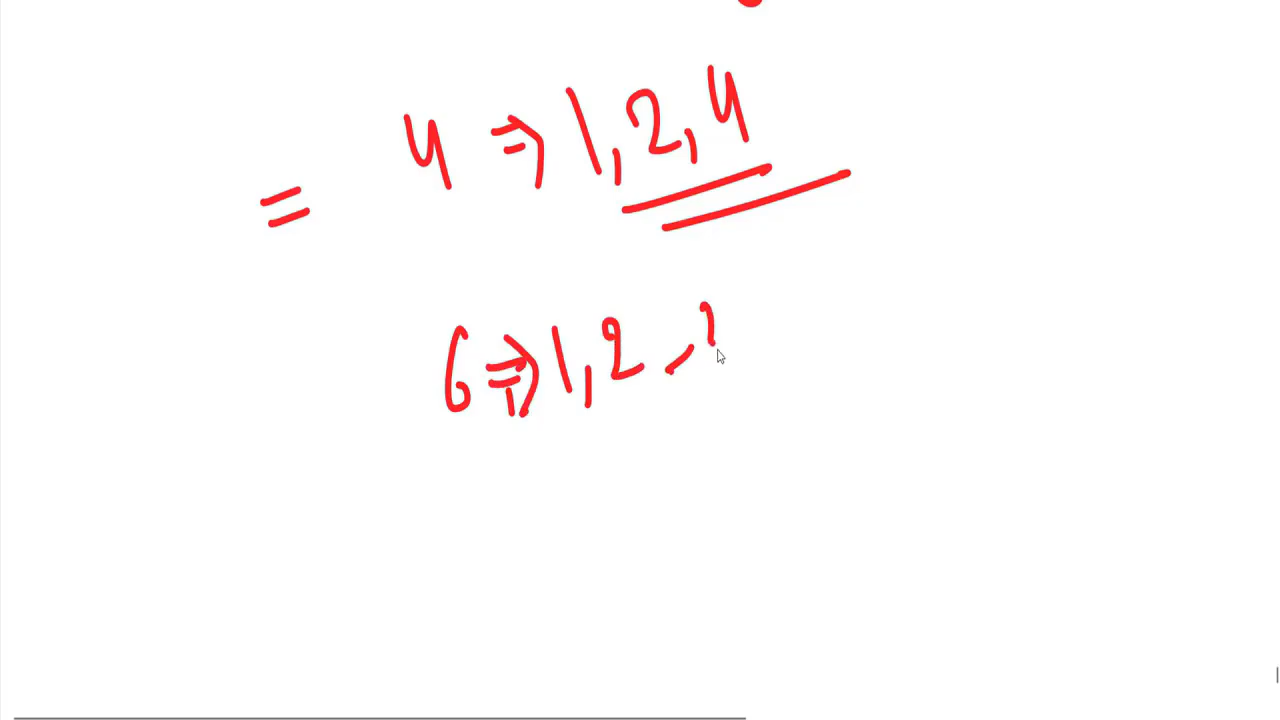 4 ⇒ 1, 2, 4
=
6 ⇒ 1, 2,